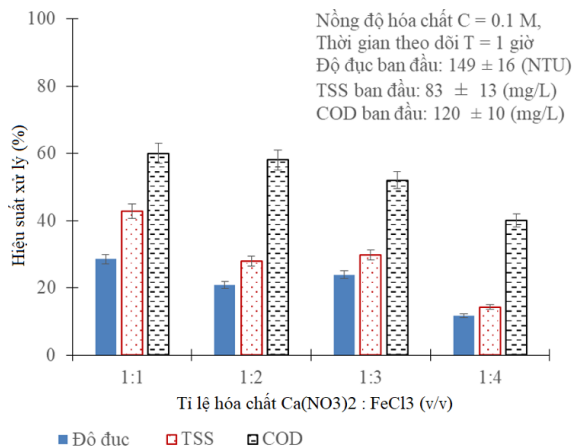 Nồng độ hóa chất C = 0.1 M,
Thời gian theo dõi T = 1 giờ
Độ đục ban đầu: 149 ± 16 (NTU)
TSS ban đầu: 83 ± 13 (mg/L)
COD ban đầu: 120 ± 10 (mg/L)
Hiệu suất xử lý (%)
100
80
60
40
20
0
1:1 1:2 1:3 1:4
Tỉ lệ hóa chất Ca(NO3)2 : FeCl3 (v/v)
Độ đục TSS COD